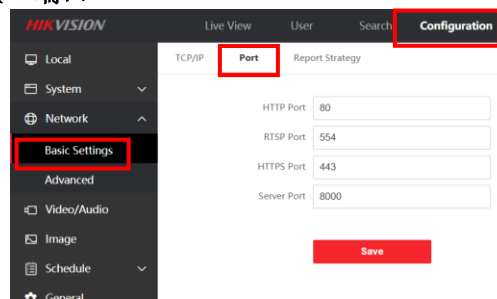 HIKVISION Live View User Search Configuration
Local TCP/IP Port Report Strategy
System
HTTP Port 80
Network
RTSP Port 554
Basic Settings
HTTPS Port 443
Advanced
Server Port 8000
Video/Audio
Image
Save
Schedule
General